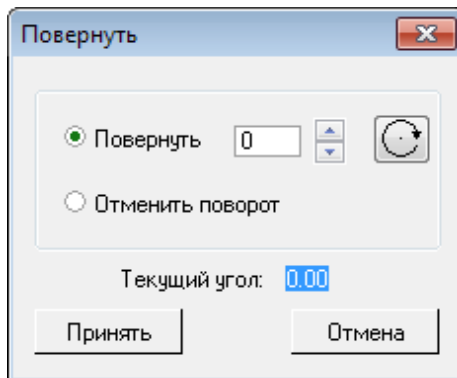 Повернуть
Повернуть 0
Отменить поворот
Текущий угол: 0.00
Принять Отмена